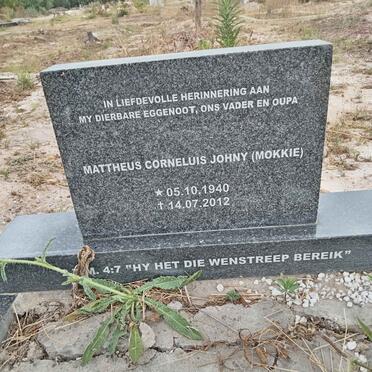 IN LIEFDEVOLLE HERINNERING AAN
MY DIERBARE EGGENOOT, ONS VADER EN OUPA
MATTHEUS CORNELUIS JOHNY (MOKKIE)
★ 05.10.1940
† 14.07.2012
M. 4:7 "HY HET DIE WENSTREEP BEREIK"